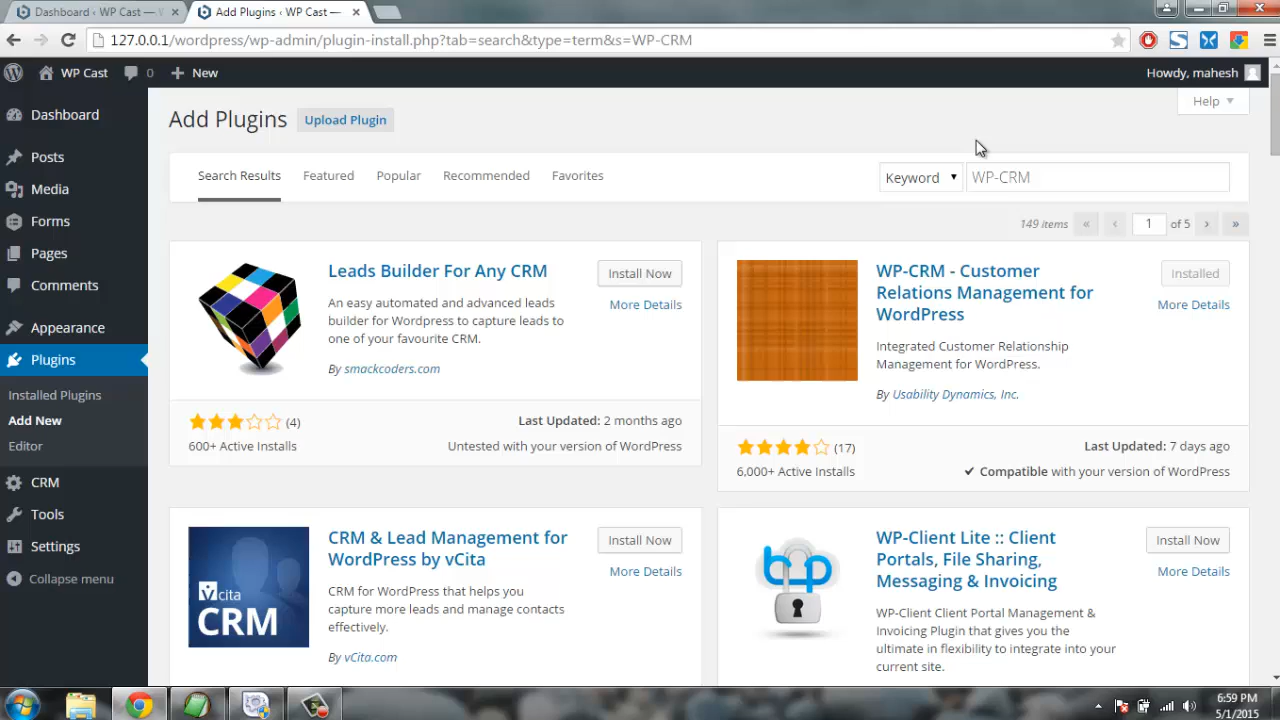 Dashboard ‹ WP Cast —
Add Plugins ‹ WP Cast —
127.0.0.1/wordpress/wp-admin/plugin-install.php?tab=search&type=term&s=WP-CRM
WP Cast
0
New
Howdy, mahesh
Dashboard
Posts
Media
Forms
Pages
Comments
Appearance
Plugins
Installed Plugins
Add New
Editor
CRM
Tools
Settings
Collapse menu
Help
Add Plugins
Upload Plugin
Search Results
Featured
Popular
Recommended
Favorites
Keyword
WP-CRM
149 items
«
‹
1
of 5
›
»
Leads Builder For Any CRM
Install Now
More Details
An easy automated and advanced leads
builder for Wordpress to capture leads to
one of your favourite CRM.
By smackcoders.com
(4)
Last Updated: 2 months ago
600+ Active Installs
Untested with your version of WordPress
WP-CRM - Customer
Relations Management for
WordPress
Installed
More Details
Integrated Customer Relationship
Management for WordPress.
By Usability Dynamics, Inc.
(17)
Last Updated: 7 days ago
6,000+ Active Installs
✔ Compatible with your version of WordPress
vcita
CRM
CRM & Lead Management for
WordPress by vCita
Install Now
More Details
CRM for WordPress that helps you
capture more leads and manage contacts
effectively.
By vCita.com
WP-Client Lite :: Client
Portals, File Sharing,
Messaging & Invoicing
Install Now
More Details
WP-Client Client Portal Management &
Invoicing Plugin that gives you the
ultimate in flexibility to integrate into your
current site.
6:59 PM
5/1/2015